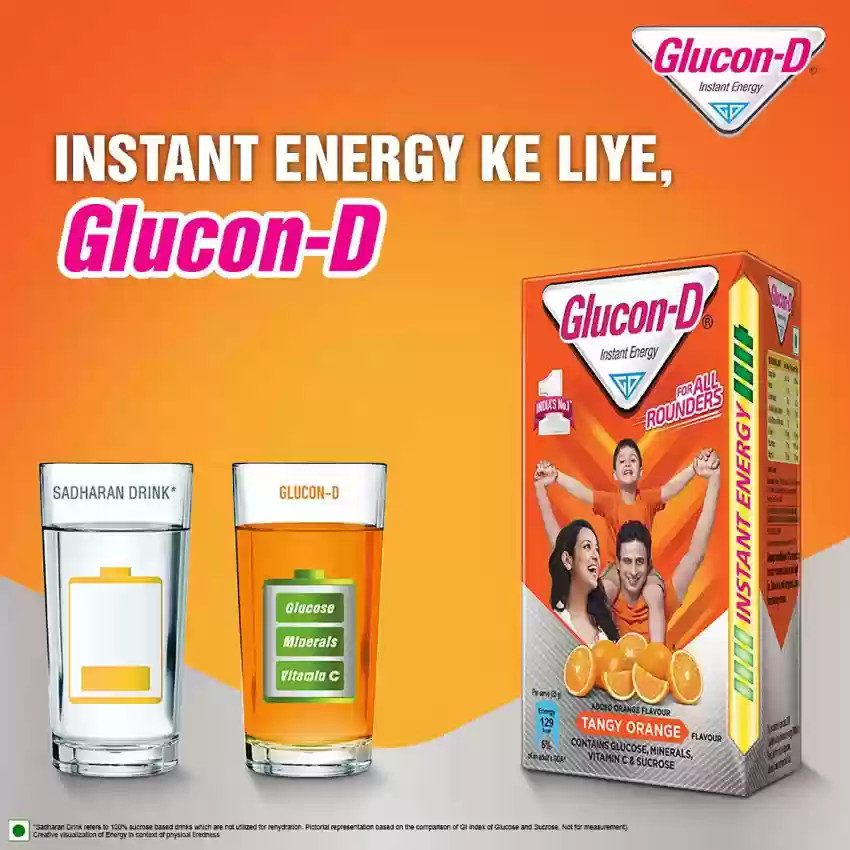 Glucon-D®
Instant Energy
INSTANT ENERGY KE LIYE,
Glucon-D
Glucon-D®
Instant Energy
INDIA'S No.1*
FOR ALL
ROUNDERS
INSTANT ENERGY
SADHARAN DRINK*
GLUCON-D
Glucose
Minerals
Vitamin C
Energy
129
6%
ADDED ORANGE FLAVOUR
TANGY ORANGE FLAVOUR
CONTAINS GLUCOSE, MINERALS,
VITAMIN C & SUCROSE
*Sadharan Drink refers to 100% sucrose based drinks which are not utilized for rehydration. Pictorial representation based on the comparison of GI index of Glucose and Sucrose. Not for measurement).
Creative visualization of Energy in context of physical tiredness